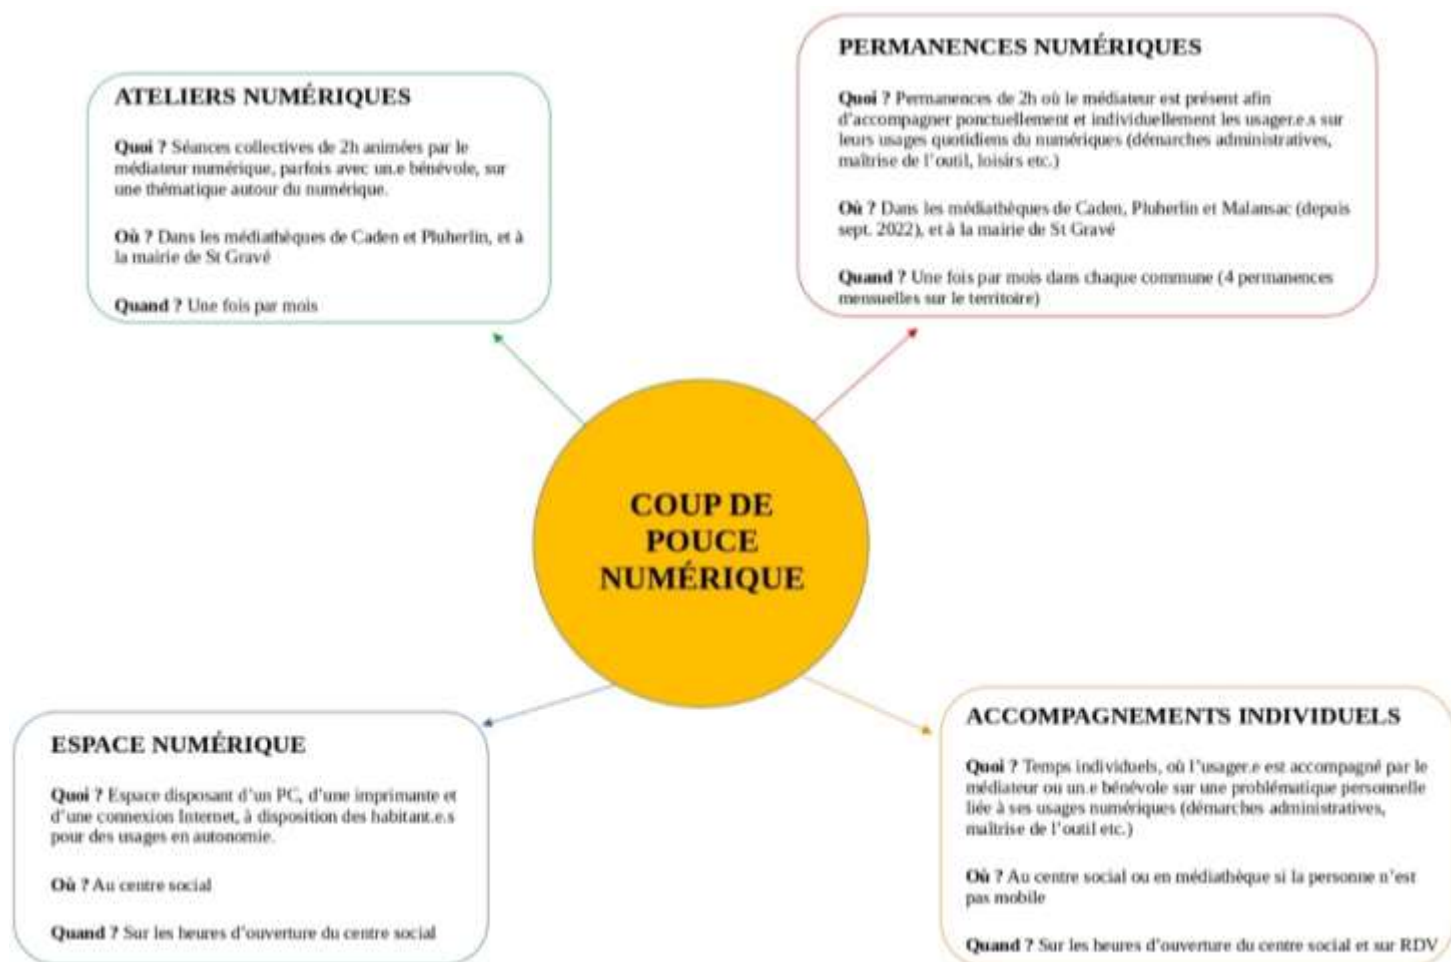 ATELIERS NUMÉRIQUES
Quoi ? Séances collectives de 2h animées par le
médiateur numérique, parfois avec un.e bénévole, sur
une thématique autour du numérique.
Où ? Dans les médiathèques de Caden et Pluherlin, et à
la mairie de St Gravé
Quand ? Une fois par mois
PERMANENCES NUMÉRIQUES
Quoi ? Permanences de 2h où le médiateur est présent afin
d'accompagner ponctuellement et individuellement les usager.e.s sur
leurs usages quotidiens du numériques (démarches administratives,
maîtrise de l'outil, loisirs etc.)
Où ? Dans les médiathèques de Caden, Pluherlin et Malansac (depuis
sept. 2022), et à la mairie de St Gravé
Quand ? Une fois par mois dans chaque commune (4 permanences
mensuelles sur le territoire)
COUP DE
POUCE
NUMÉRIQUE
ESPACE NUMÉRIQUE
Quoi ? Espace disposant d'un PC, d'une imprimante et
d'une connexion Internet, à disposition des habitant.e.s
pour des usages en autonomie.
Où ? Au centre social
Quand ? Sur les heures d'ouverture du centre social
ACCOMPAGNEMENTS INDIVIDUELS
Quoi ? Temps individuels, où l'usager.e est accompagné par le
médiateur ou un.e bénévole sur une problématique personnelle
liée à ses usages numériques (démarches administratives,
maîtrise de l'outil etc.)
Où ? Au centre social ou en médiathèque si la personne n'est
pas mobile
Quand ? Sur les heures d'ouverture du centre social et sur RDV